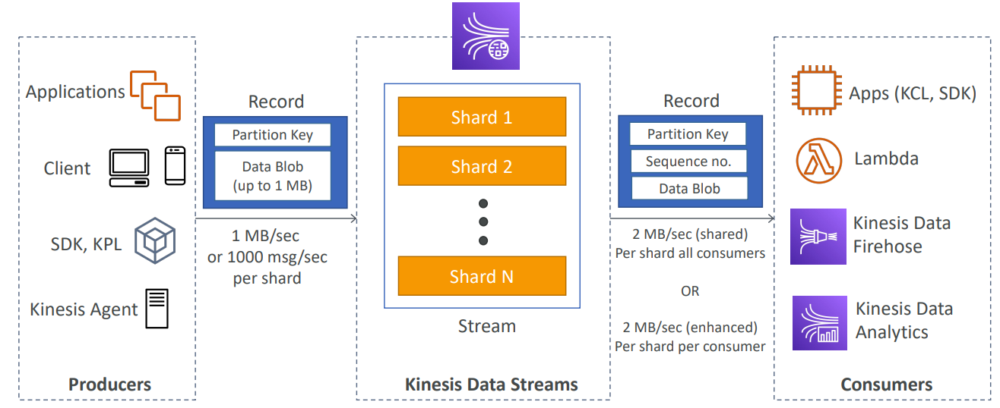 Applications
Client
SDK, KPL
Kinesis Agent
Producers
Record
Partition Key
Data Blob
(up to 1 MB)
1 MB/sec
or 1000 msg/sec
per shard
Shard 1
Shard 2
Shard N
Stream
Kinesis Data Streams
Record
Partition Key
Sequence no.
Data Blob
2 MB/sec (shared)
Per shard all consumers
OR
2 MB/sec (enhanced)
Per shard per consumer
Apps (KCL, SDK)
Lambda
Kinesis Data
Firehose
Kinesis Data
Analytics
Consumers